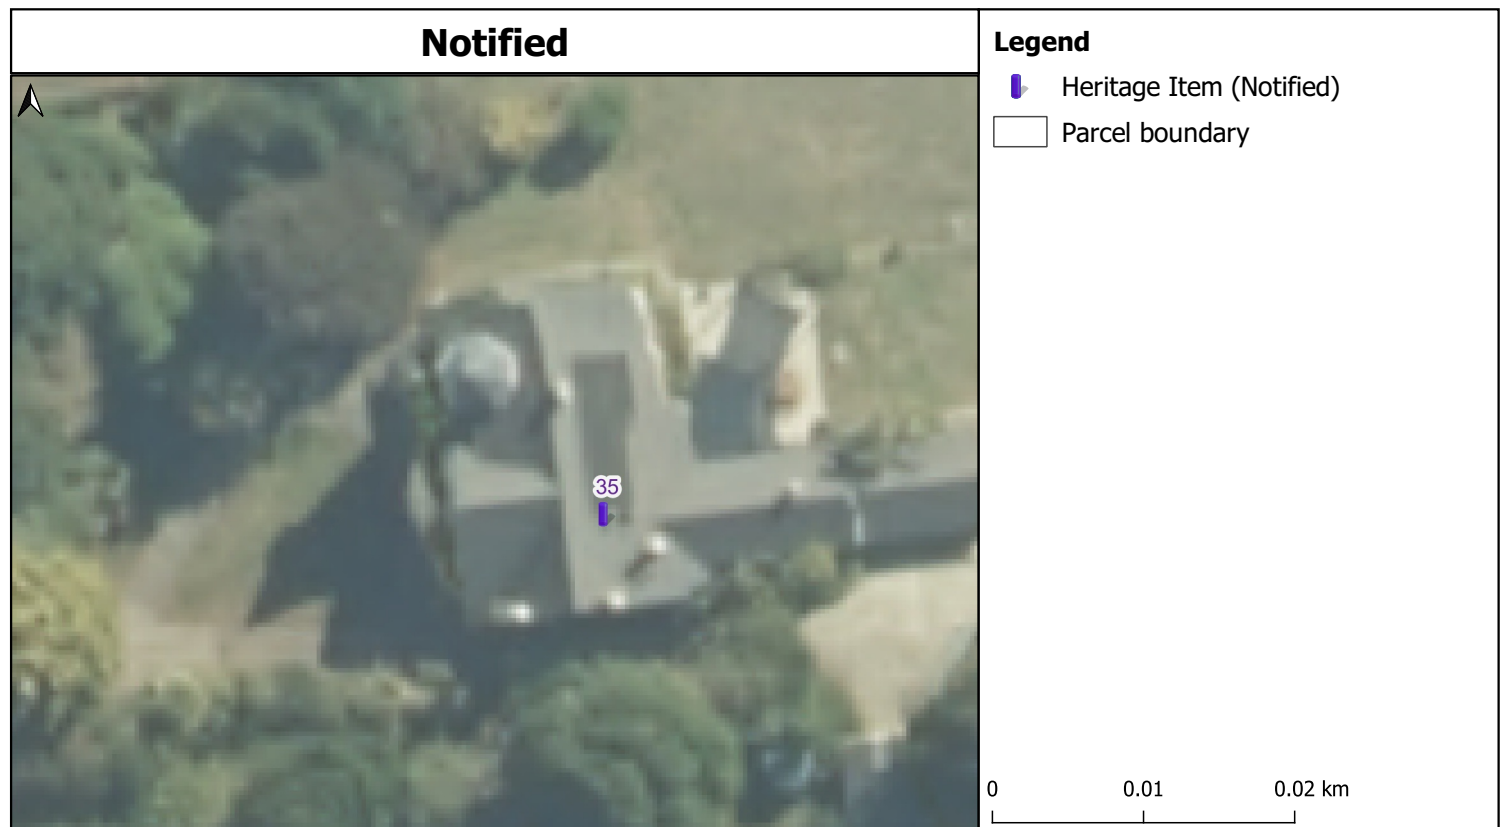 Notified
35
Legend
Heritage Item (Notified)
Parcel boundary
0 0.01 0.02 km